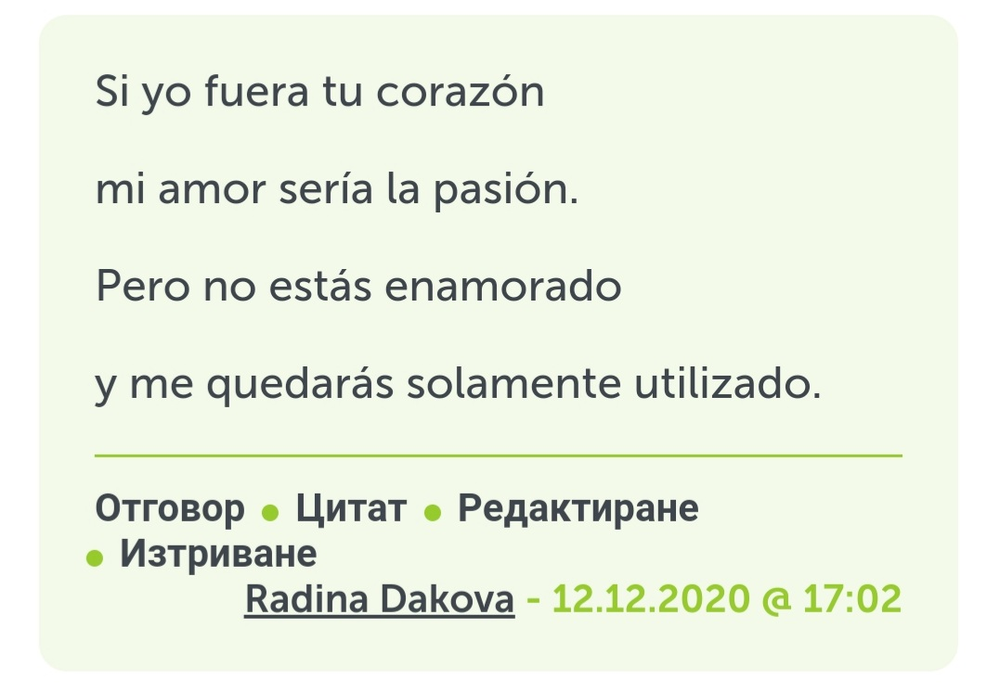 Si yo fuera tu corazón
mi amor sería la pasión.
Pero no estás enamorado
y me quedarás solamente utilizado.
Отговор • Цитат • Редактиране
• Изтриване
Radina Dakova - 12.12.2020 @ 17:02